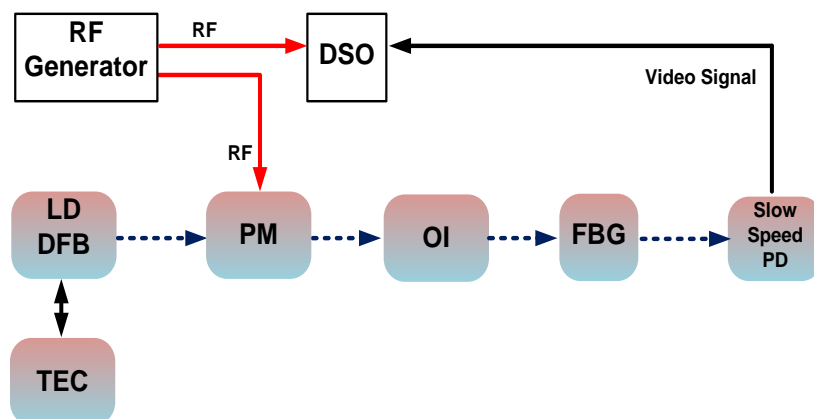 RF
Generator
RF
DSO
Video Signal
RF
LD
DFB
PM
OI
FBG
Slow
Speed
PD
TEC